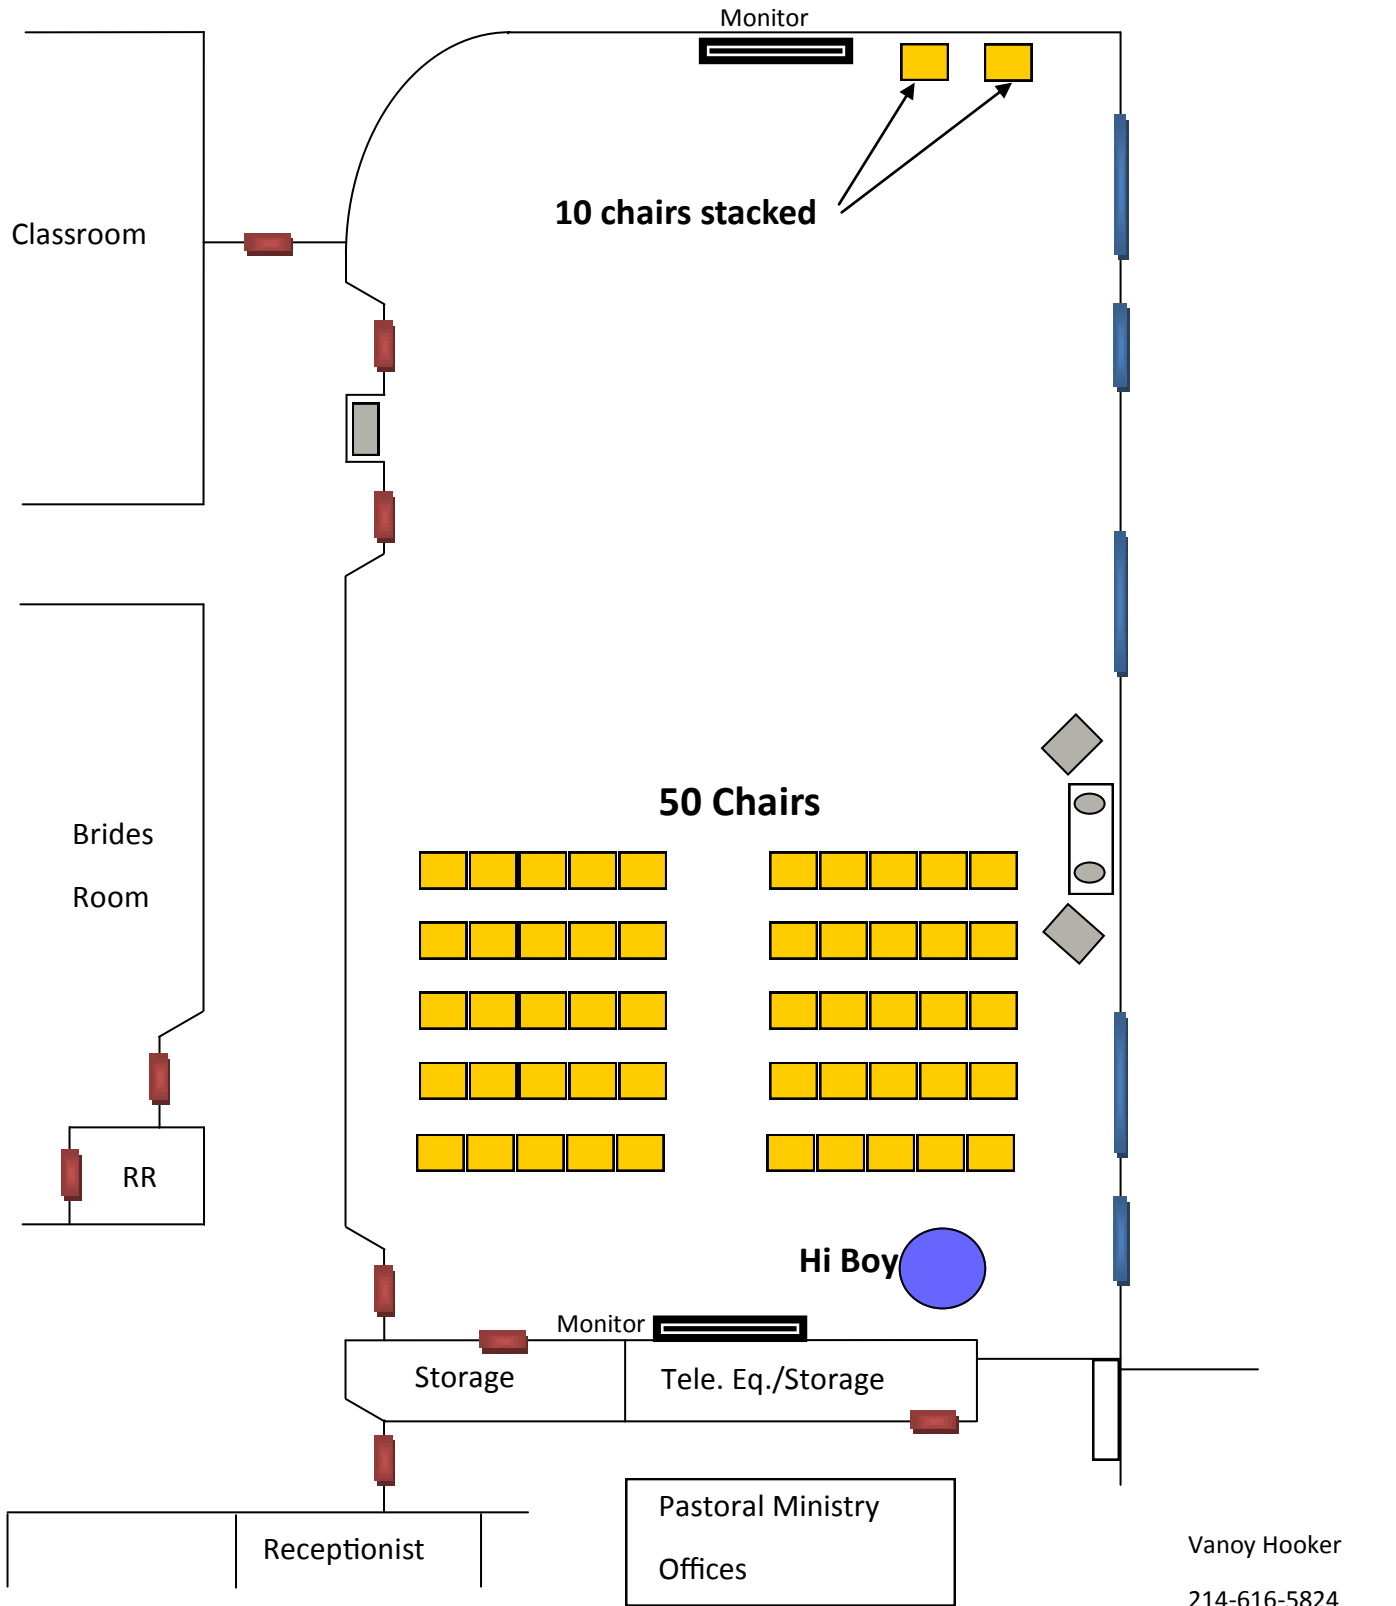 Monitor
10 chairs stacked
Classroom
50 Chairs
Brides
Room
RR
Hi Boy
Monitor
Storage
Tele. Eq./Storage
Pastoral Ministry
Offices
Receptionist
Vanoy Hooker
214-616-5824